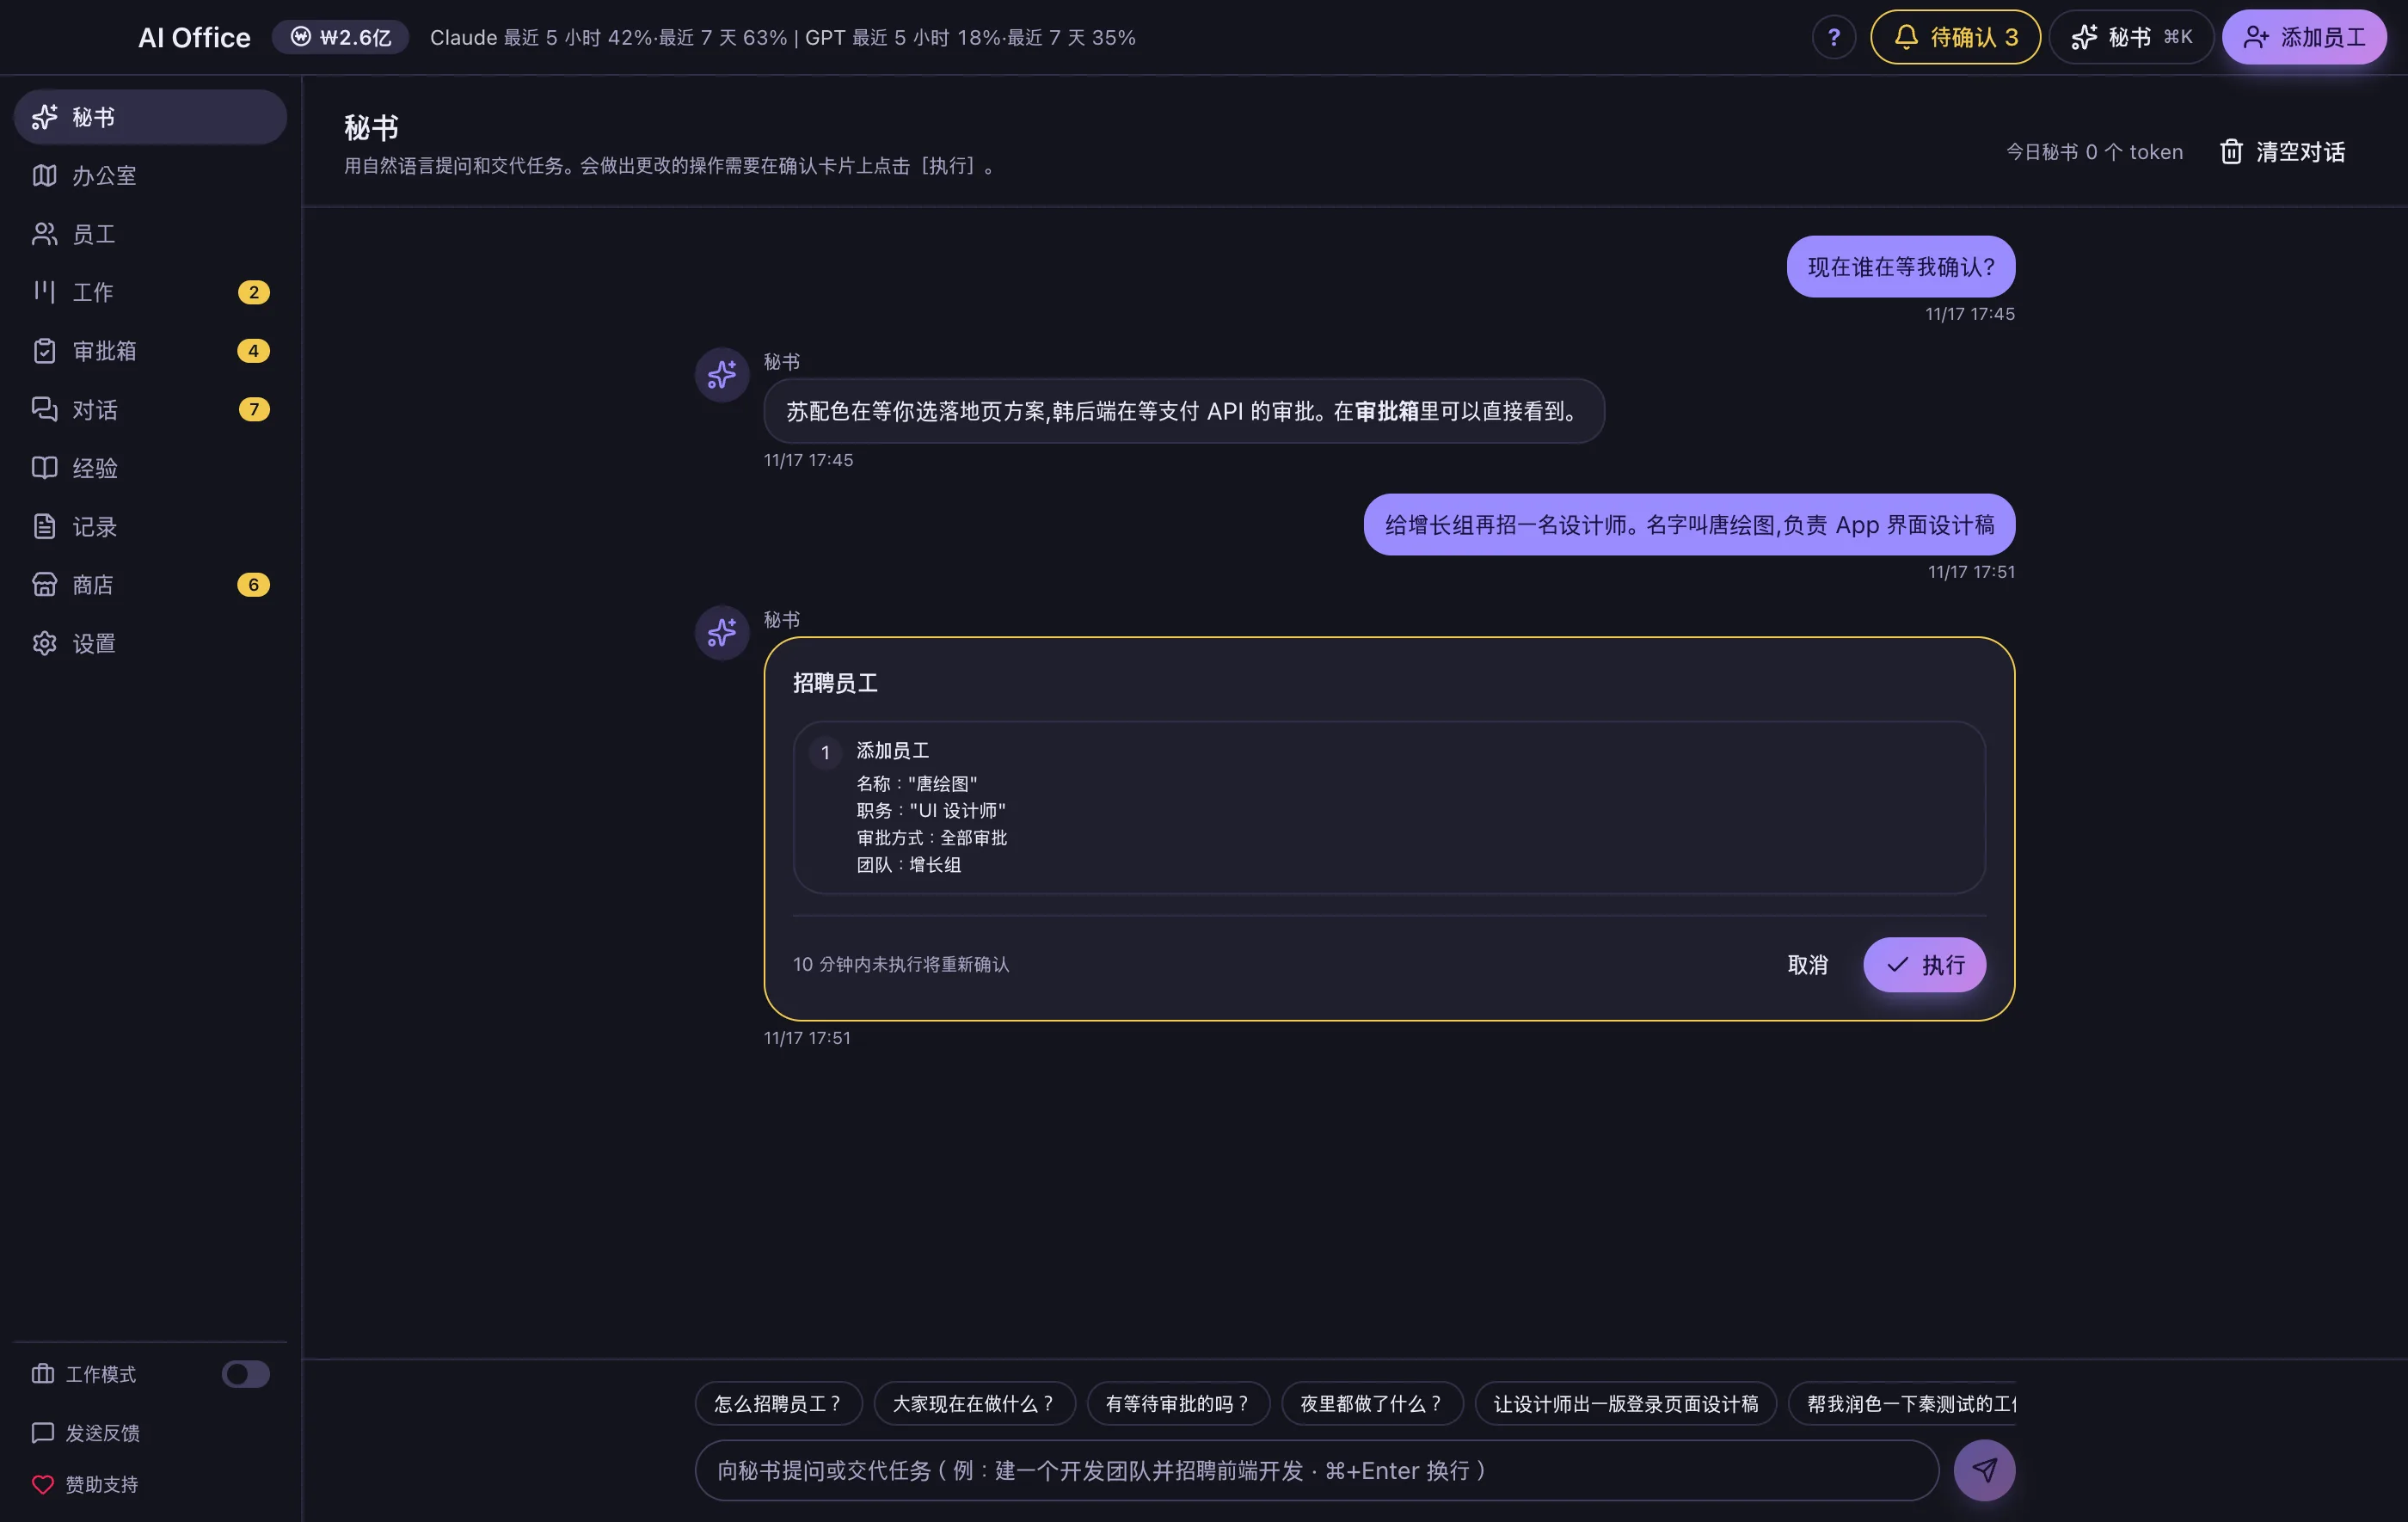 AI Office
₩2.6亿
Claude 最近 5 小时 42%·最近 7 天 63% | GPT 最近 5 小时 18%·最近 7 天 35%
?
待确认 3
秘书 ⌘K
添加员工
秘书
办公室
员工
工作 2
审批箱 4
对话 7
经验
记录
商店 6
设置
工作模式
发送反馈
赞助支持
秘书
用自然语言提问和交代任务。会做出更改的操作需要在确认卡片上点击［执行］。
今日秘书 0 个 token
清空对话
现在谁在等我确认?
11/17 17:45
秘书
苏配色在等你选落地页方案,韩后端在等支付 API 的审批。在审批箱里可以直接看到。
11/17 17:45
给增长组再招一名设计师。名字叫唐绘图,负责 App 界面设计稿
11/17 17:51
秘书
招聘员工
1 添加员工
名称："唐绘图"
职务："UI 设计师"
审批方式：全部审批
团队：增长组
10 分钟内未执行将重新确认
取消
执行
11/17 17:51
怎么招聘员工？
大家现在在做什么？
有等待审批的吗？
夜里都做了什么？
让设计师出一版登录页面设计稿
帮我润色一下秦测试的工
向秘书提问或交代任务（例：建一个开发团队并招聘前端开发 · ⌘+Enter 换行）